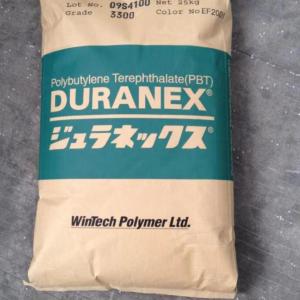 Lot No. 09S4100 Net 25kg
Grade 3300 Color No EF2001
Polybutylene Terephthalate(PBT)
DURANEX®
ジュラネックス®
WinTech Polymer Ltd.